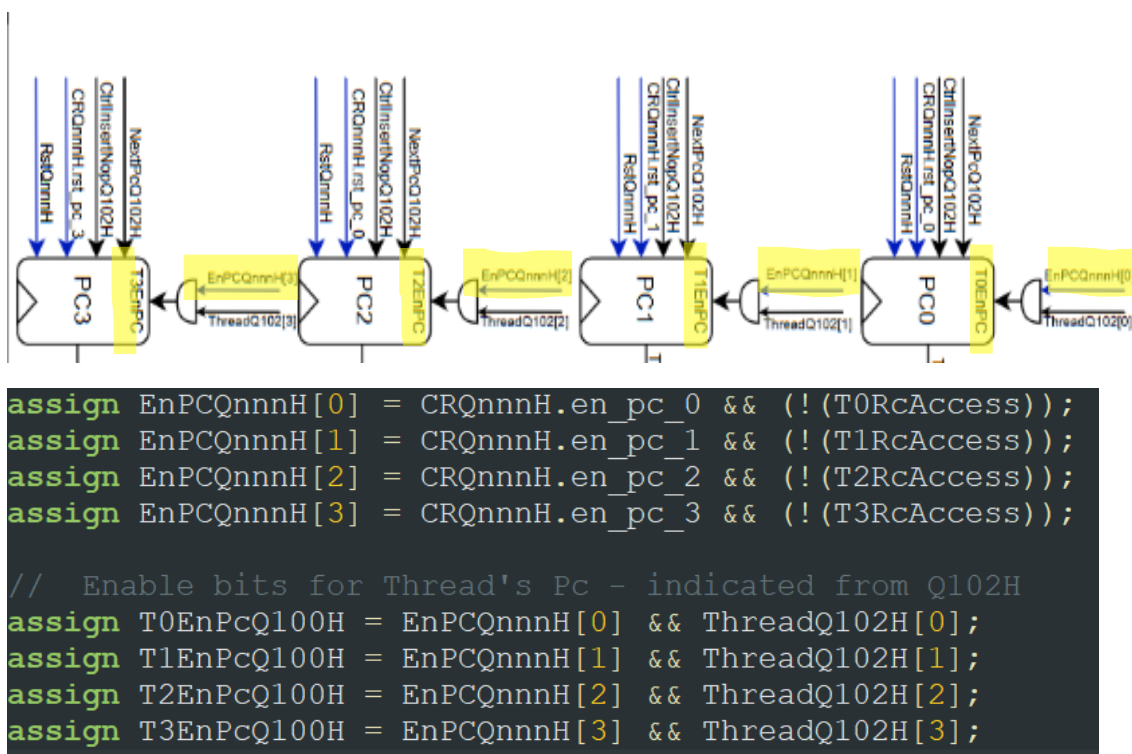 NextPcQ102H
CtrlInsertNopQ102H
CRQnnnH.rst_pc_3
RstQnnnH
T3EnPC
PC3
EnPCQnnnH[3]
ThreadQ102[3]
NextPcQ102H
CtrlInsertNopQ102H
CRQnnnH.rst_pc_0
RstQnnnH
T2EnPC
PC2
EnPCQnnnH[2]
ThreadQ102[2]
NextPcQ102H
CtrlInsertNopQ102H
CRQnnnH.rst_pc_1
RstQnnnH
T1EnPC
PC1
EnPCQnnnH[1]
ThreadQ102[1]
NextPcQ102H
CtrlInsertNopQ102H
CRQnnnH.rst_pc_0
RstQnnnH
T0EnPC
PC0
EnPCQnnnH[0
ThreadQ102[0]
assign EnPCQnnnH[0] = CRQnnnH.en_pc_0 && (!(T0RcAccess));
assign EnPCQnnnH[1] = CRQnnnH.en_pc_1 && (!(T1RcAccess));
assign EnPCQnnnH[2] = CRQnnnH.en_pc_2 && (!(T2RcAccess));
assign EnPCQnnnH[3] = CRQnnnH.en_pc_3 && (!(T3RcAccess));
// Enable bits for Thread's Pc - indicated from Q102H
assign T0EnPcQ100H = EnPCQnnnH[0] && ThreadQ102H[0];
assign T1EnPcQ100H = EnPCQnnnH[1] && ThreadQ102H[1];
assign T2EnPcQ100H = EnPCQnnnH[2] && ThreadQ102H[2];
assign T3EnPcQ100H = EnPCQnnnH[3] && ThreadQ102H[3];